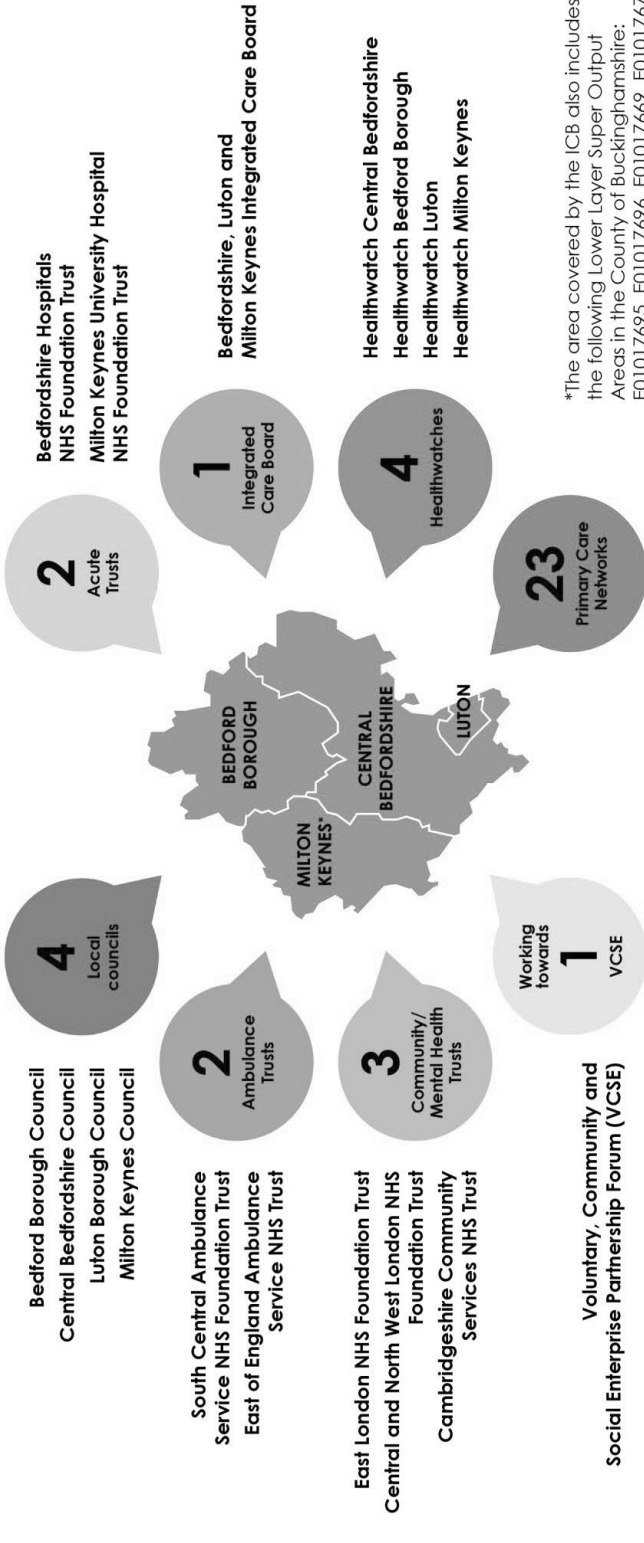 Bedford Borough Council
Central Bedfordshire Council
Luton Borough Council
Milton Keynes Council
4
Local
councils
2
Acute
Trusts
Bedfordshire Hospitals
NHS Foundation Trust
Milton Keynes University Hospital
NHS Foundation Trust
South Central Ambulance
Service NHS Foundation Trust
East of England Ambulance
Service NHS Trust
2
Ambulance
Trusts
1
Integrated
Care Board
Bedfordshire, Luton and
Milton Keynes Integrated Care Board
BEDFORD
BOROUGH
MILTON
KEYNES*
CENTRAL
BEDFORDSHIRE
LUTON
East London NHS Foundation Trust
Central and North West London NHS
Foundation Trust
Cambridgeshire Community
Services NHS Trust
3
Community/
Mental Health
Trusts
4
Healthwatches
Healthwatch Central Bedfordshire
Healthwatch Bedford Borough
Healthwatch Luton
Healthwatch Milton Keynes
Voluntary, Community and
Social Enterprise Partnership Forum (VCSE)
Working
towards
1
VCSE
23
Primary Care
Networks
*The area covered by the ICB also includes
the following Lower Layer Super Output
Areas in the County of Buckinghamshire:
E01017695, E01017696, E01017669, E01017676